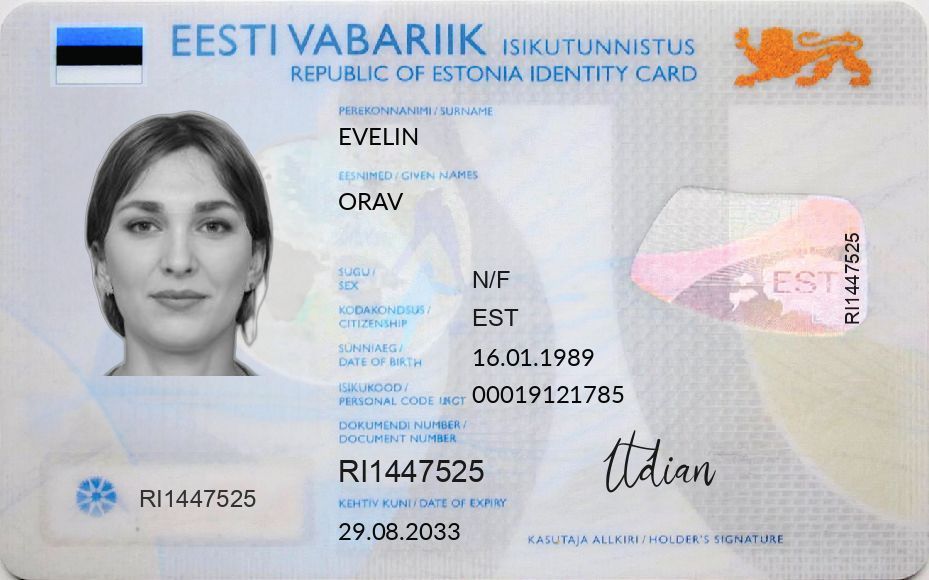 EESTI VABARIIK ISIKUTUNNISTUS
REPUBLIC OF ESTONIA IDENTITY CARD
PEREKONNANIMI / SURNAME
EVELIN
EESNIMED / GIVEN NAMES
ORAV
SUGU /
SEX
N/F
KODAKONDSUS /
CITIZENSHIP
EST
SÜNNIAEG /
DATE OF BIRTH
16.01.1989
ISIKUKOOD /
PERSONAL CODE
00019121785
DOKUMENDI NUMBER /
DOCUMENT NUMBER
RI1447525
KEHTIV KUNI / DATE OF EXPIRY
29.08.2033
RI1447525
EST
RI1447525
KASUTAJA ALLKIRI / HOLDER'S SIGNATURE